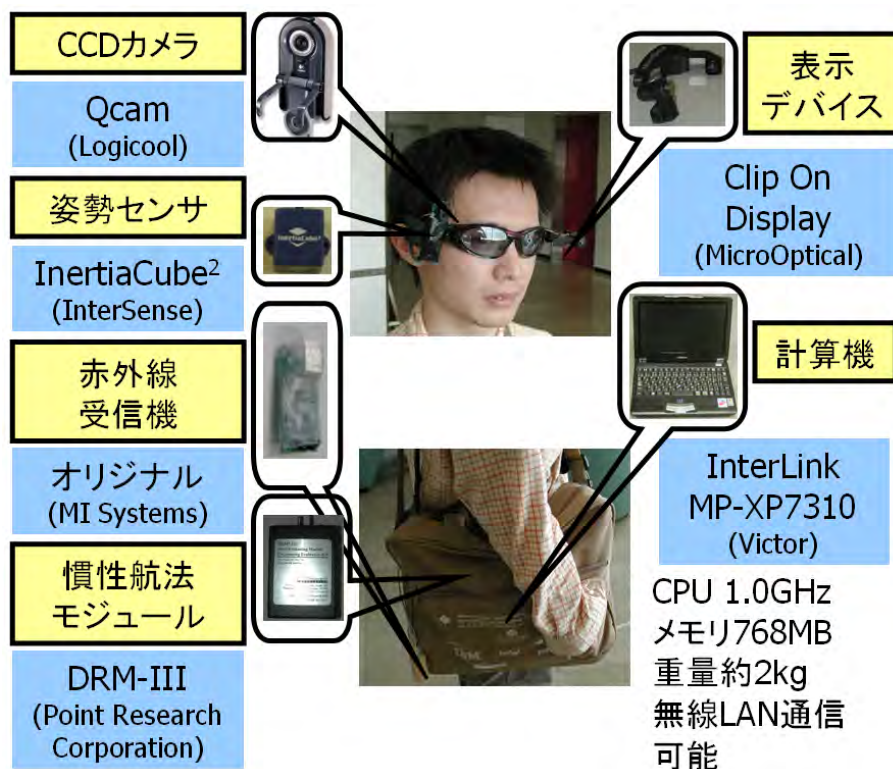 CCDカメラ
Qcam
(Logicool)
姿勢センサ
InertiaCube²
(InterSense)
赤外線
受信機
オリジナル
(MI Systems)
慣性航法
モジュール
DRM-III
(Point Research
Corporation)
表示
デバイス
Clip On
Display
(MicroOptical)
計算機
InterLink
MP-XP7310
(Victor)
CPU 1.0GHz
メモリ768MB
重量約2kg
無線LAN通信
可能
InertiaCube²